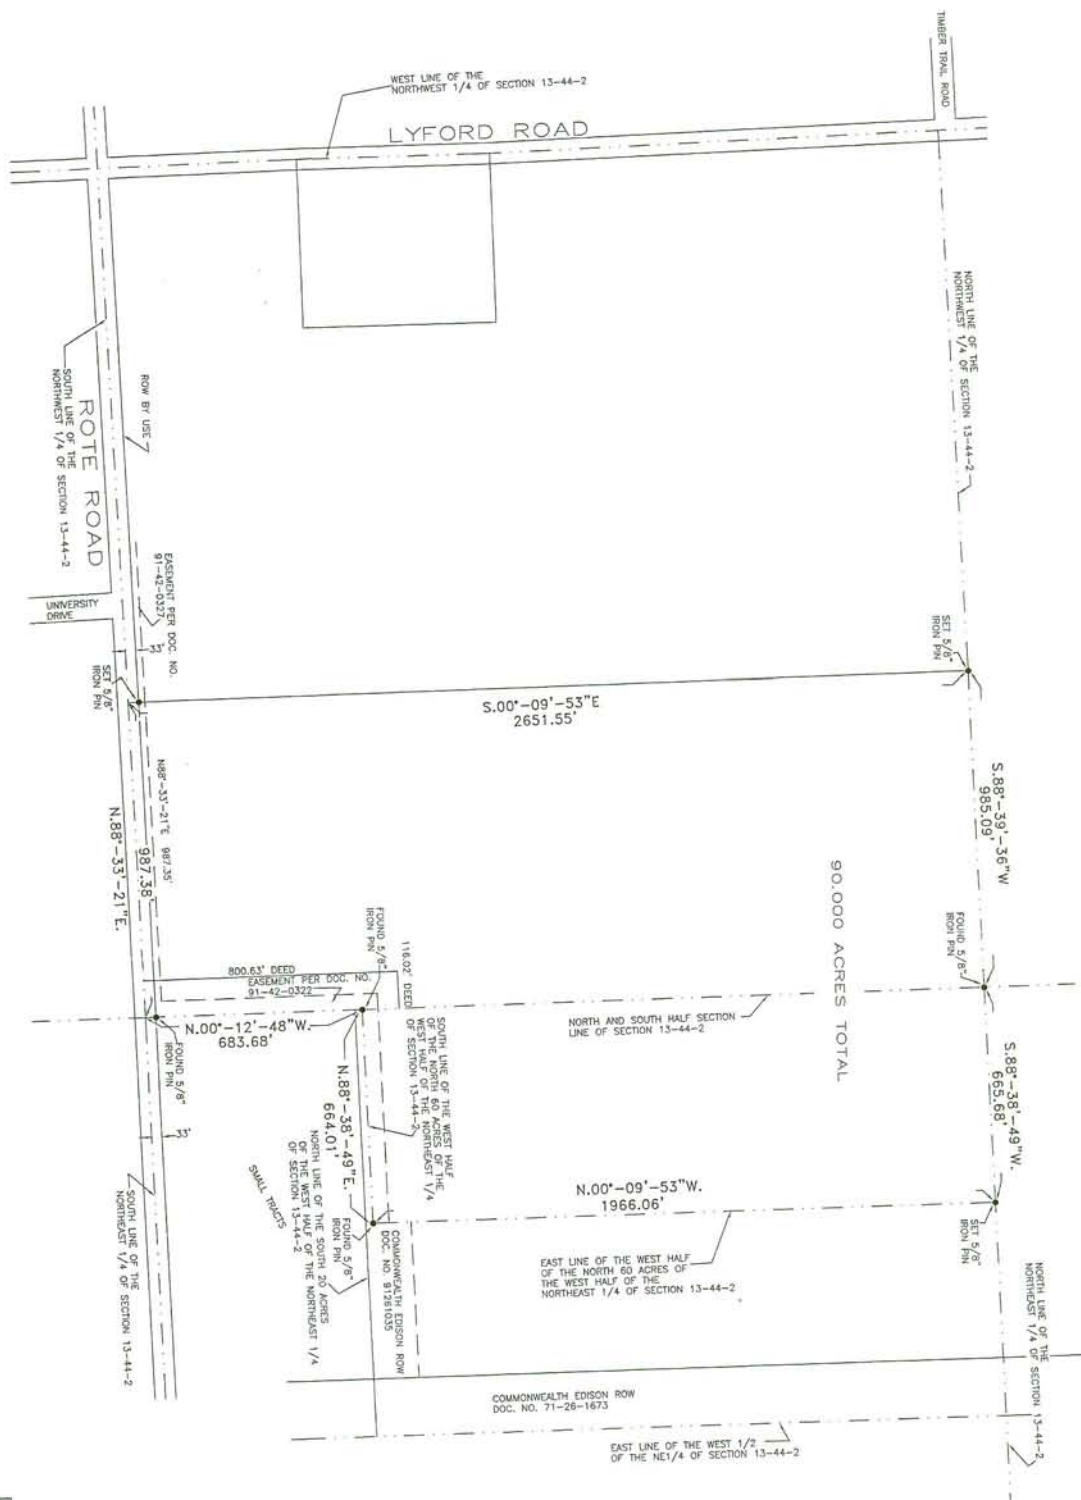 TIMBER TRAIL ROAD
WEST LINE OF THE
NORTHWEST 1/4 OF SECTION 13-44-2
LYFORD ROAD
NORTH LINE OF THE
NORTHWEST 1/4 OF SECTION 13-44-2
SOUTH LINE OF THE
NORTHWEST 1/4 OF SECTION 13-44-2
ROTE ROAD
ROW BY USE
EASEMENT PER DOC. NO.
91-42-0327
UNIVERSITY
DRIVE
33'
SET 5/8"
IRON PIN
SET 5/8"
IRON PIN
S.00°-09'-53"E
2651.55'
N88°-33'-21"E 987.35'
987.38'
N.88°-33'-21"E.
S.88°-39'-36"W
985.09'
90.000 ACRES TOTAL
FOUND 5/8"
IRON PIN
FOUND 5/8"
IRON PIN
116.02' DEED
800.63' DEED
EASEMENT PER DOC. NO.
91-42-0322
N.00°-12'-48"W.
683.68'
NORTH AND SOUTH HALF SECTION
LINE OF SECTION 13-44-2
FOUND 5/8"
IRON PIN
33'
SOUTH LINE OF THE WEST HALF
OF THE NORTH 60 ACRES OF THE
WEST HALF OF THE NORTHEAST 1/4
OF SECTION 13-44-2
N.88°-38'-49"E.
664.01'
S.88°-38'-49"W.
665.68'
NORTH LINE OF THE SOUTH 20 ACRES
OF THE WEST HALF OF THE NORTHEAST 1/4
OF SECTION 13-44-2
SMALL TRACTS
SOUTH LINE OF THE
NORTHEAST 1/4 OF SECTION 13-44-2
N.00°-09'-53"W.
1966.06'
FOUND 5/8"
IRON PIN
SET 5/8"
IRON PIN
COMMONWEALTH EDISON ROW
DOC. NO. 91261035
EAST LINE OF THE WEST HALF
OF THE NORTH 60 ACRES OF
THE WEST HALF OF THE
NORTHEAST 1/4 OF SECTION 13-44-2
NORTH LINE OF THE
NORTHEAST 1/4 OF SECTION 13-44-2
COMMONWEALTH EDISON ROW
DOC. NO. 71-26-1673
EAST LINE OF THE WEST 1/2
OF THE NE1/4 OF SECTION 13-44-2